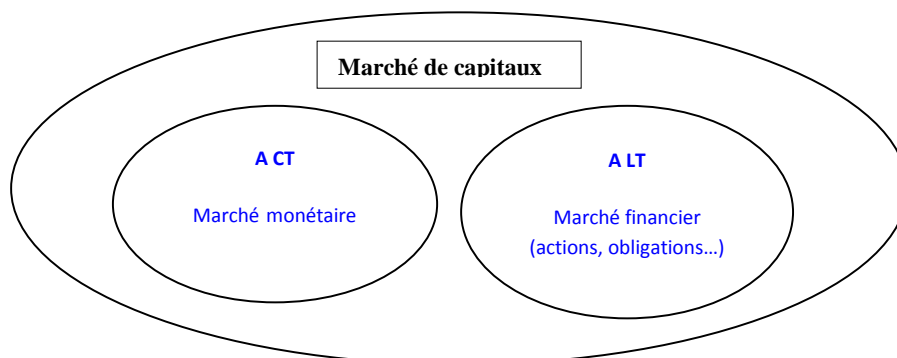 Marché de capitaux
A CT
Marché monétaire
A LT
Marché financier
(actions, obligations...)